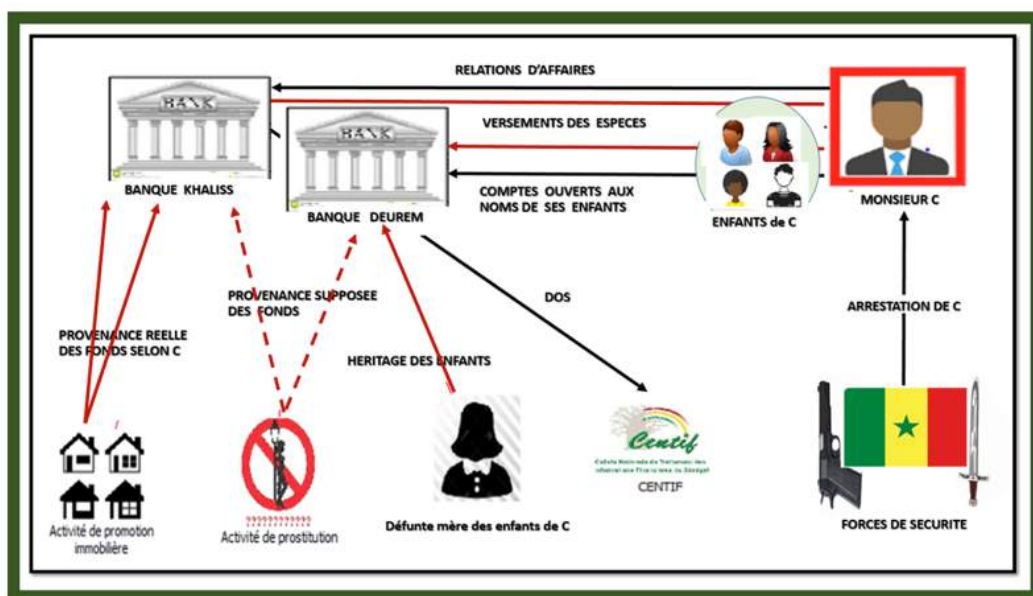 RELATIONS D'AFFAIRES
BANK
BANK
VERSEMENTS DES ESPECES
BANQUE KHALISS
COMPTES OUVERTS AUX
NOMS DE SES ENFANTS
BANQUE DEUREM
ENFANTS de C
MONSIEUR C
PROVENANCE SUPPOSEE
DES FONDS
DOS
ARRESTATION DE C
PROVENANCE REELLE
DES FONDS SELON C
HERITAGE DES ENFANTS
Centif
CENTIF
Activité de promotion
immobilière
????????????
Activité de prostitution
Défunte mère des enfants de C
FORCES DE SECURITE